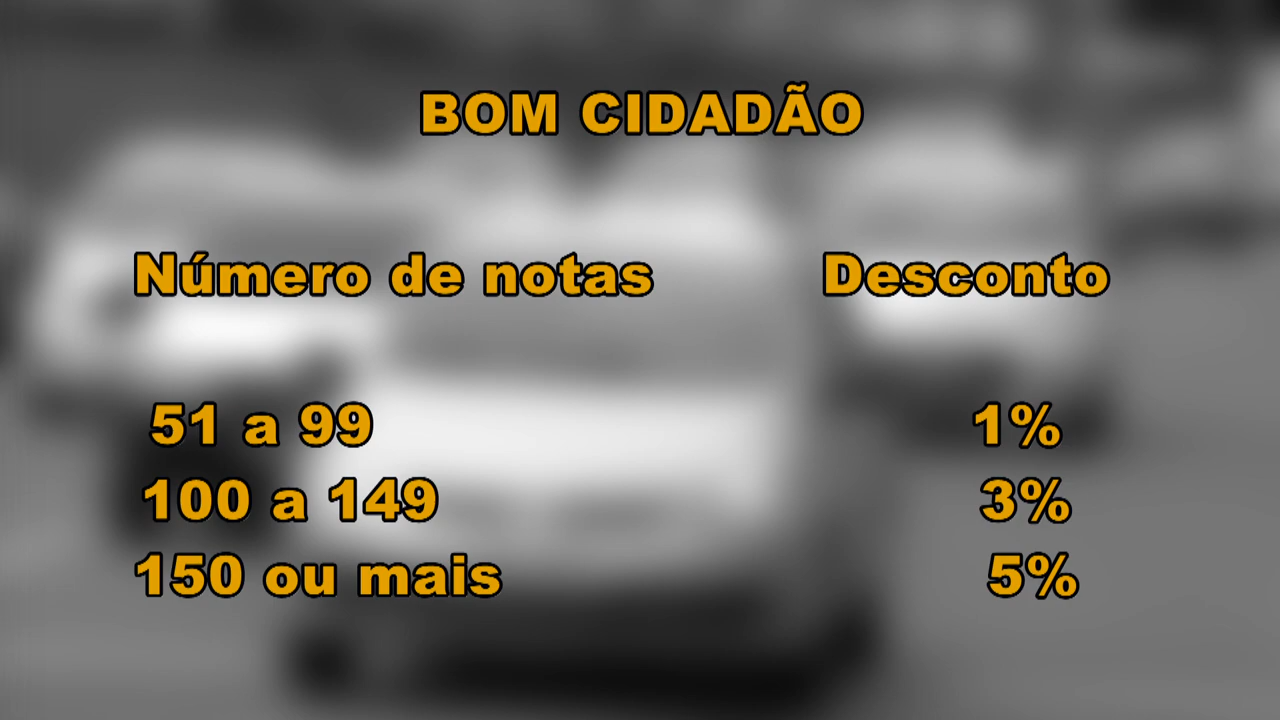 BOM CIDADÃO
Número de notas Desconto
51 a 99 1%
100 a 149 3%
150 ou mais 5%